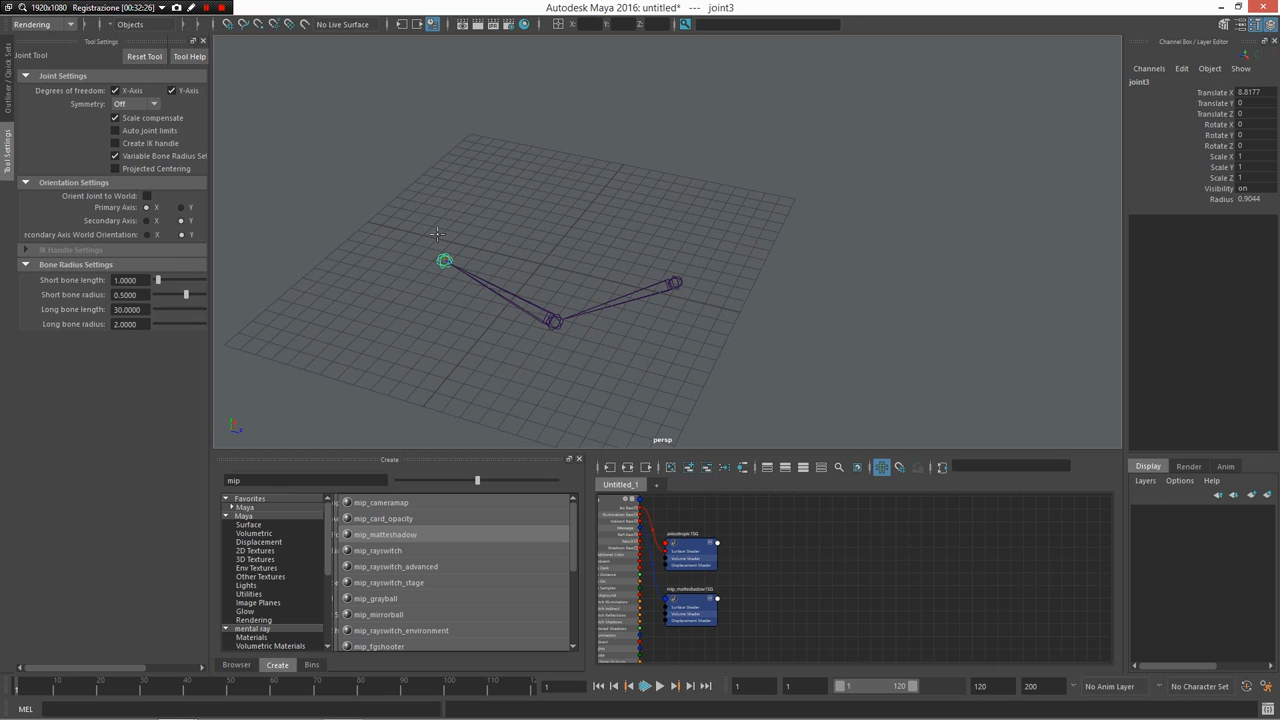 1920x1080 Registrazione [00:32:26]
Autodesk Maya 2016: untitled* --- joint3
Rendering
Objects
No Live Surface
X:
Y:
Z:
Tool Settings
Channel Box / Layer Editor
Outliner / Quick Sets
Tool Settings
Joint Tool
Reset Tool
Tool Help
Joint Settings
Degrees of freedom: X-Axis Y-Axis
Symmetry: Off
Scale compensate
Auto joint limits
Create IK handle
Variable Bone Radius Set
Projected Centering
Orientation Settings
Orient Joint to World:
Primary Axis: X Y
Secondary Axis: X Y
econdary Axis World Orientation: X Y
IK Handle Settings
Bone Radius Settings
Short bone length: 1.0000
Short bone radius: 0.5000
Long bone length: 30.0000
Long bone radius: 2.0000
persp
Channels Edit Object Show
joint3
Translate X 8.8177
Translate Y 0
Translate Z 0
Rotate X 0
Rotate Y 0
Rotate Z 0
Scale X 1
Scale Y 1
Scale Z 1
Visibility on
Radius 0.9044
Create
mip
Favorites
Maya
Maya
Surface
Volumetric
Displacement
2D Textures
3D Textures
Env Textures
Other Textures
Lights
Utilities
Image Planes
Glow
Rendering
mental ray
Materials
Volumetric Materials
mip_cameramap
mip_card_opacity
mip_matteshadow
mip_rayswitch
mip_rayswitch_advanced
mip_rayswitch_stage
mip_grayball
mip_mirrorball
mip_rayswitch_environment
mip_fgshooter
Browser Create Bins
Untitled_1 +
Surface Shader
Volume Shader
Displacement Shader
mip_matteshadow1SG
Surface Shader
Volume Shader
Displacement Shader
Display Render Anim
Layers Options Help
10 20 30 40 50 60 70 80 90 100 110 12
1
1
1
1 120
120
200
No Anim Layer
No Character Set
MEL